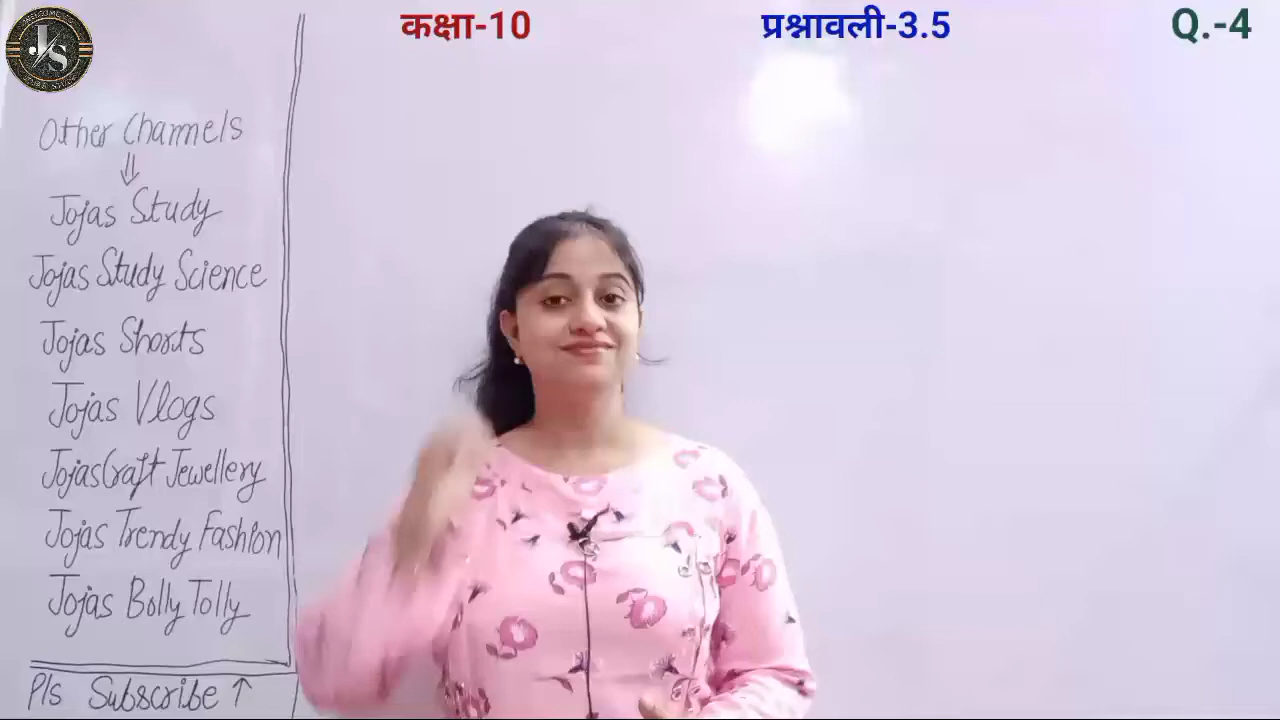 कक्षा-10 प्रश्नावली-3.5 Q.-4
JS
Other Channels
⇓
Jojas Study
Jojas Study Science
Jojas Shorts
Jojas Vlogs
JojasCraft Jewellery
Jojas Trendy Fashion
Jojas Bolly Tolly
Pls Subscribe ↑